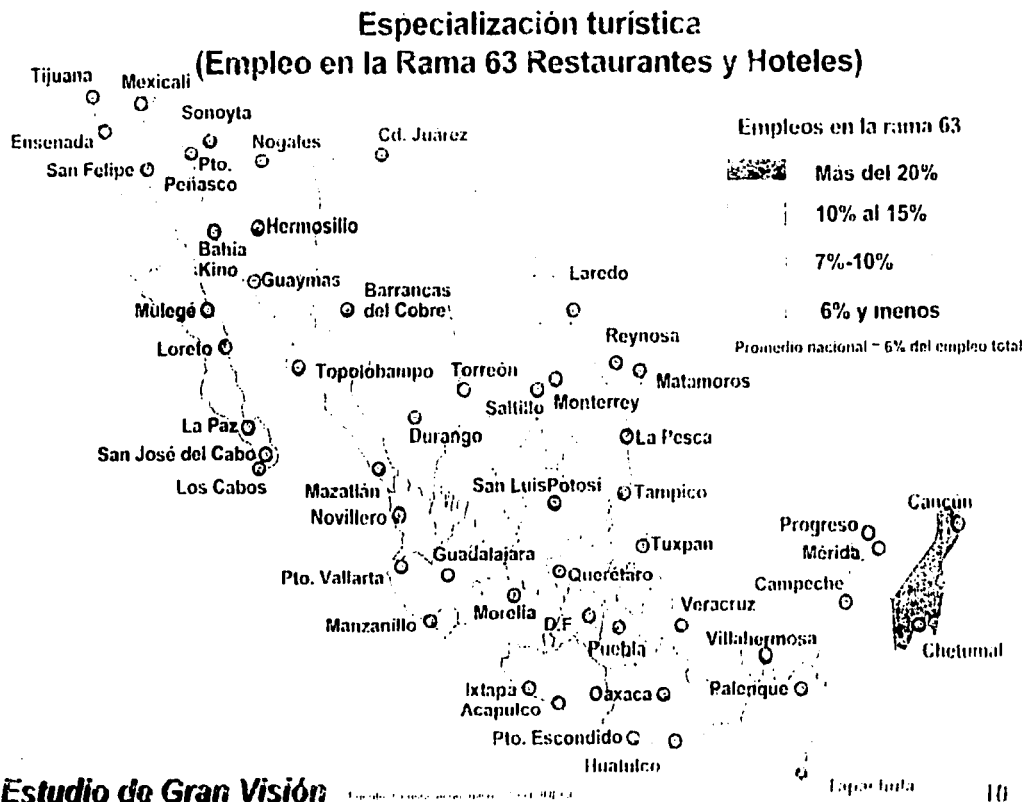 Especialización turística
(Empleo en la Rama 63 Restaurantes y Hoteles)
Tijuana
Mexicali
Sonoyta
Ensenada
Nogales
Cd. Juárez
San Felipe
Pto.
Peñasco
Empleos en la rama 63
Más del 20%
10% al 15%
7%-10%
6% y menos
Promedio nacional = 6% del empleo total
Hermosillo
Bahía
Kino
Guaymas
Laredo
Barrancas
del Cobre
Mulegé
Reynosa
Loreto
Topolohampo
Torreón
Matamoros
Saltillo
Monterrey
La Paz
Durango
La Pesca
San José del Cabo
Los Cabos
Mazatlán
San Luis Potosi
Tampico
Cancún
Novillero
Progreso
Mérida
Tuxpan
Guadalajara
Pto. Vallarta
Querétaro
Campeche
Morelia
Veracruz
Manzanillo
D.F
Villahermosa
Puebla
Chetumal
Ixtapa
Acapulco
Oaxaca
Palenque
Pto. Escondido
Huatulco
Tapachula
Estudio de Gran Visión
10